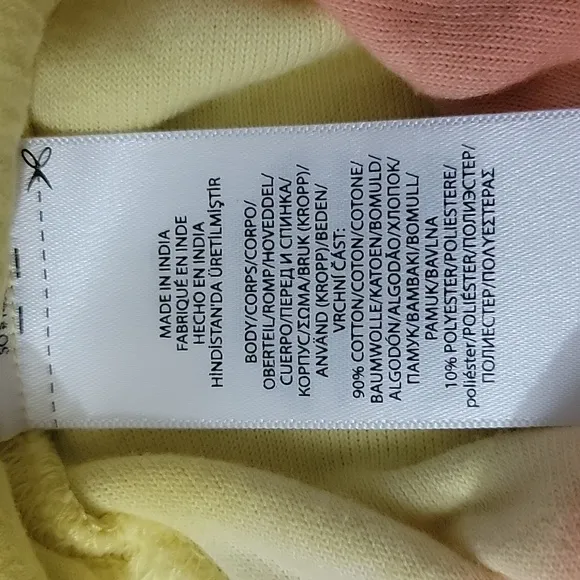 MADE IN INDIA
FABRIQUÉ EN INDE
HECHO EN INDIA
HİNDİSTAN'DA ÜRETİLMİŞTİR
BODY/CORPS/CORPO/
OBERTEIL/ROMP/HOVEDDEL/
CUERPO/ПЕРЕД И СПИНКА/
ΚΟΡΠΥΣ/ΣΩΜΑ/BRUK (KROPP)/
ANVÄND (KROPP)/BEDEN/
VRCHNÍ ČÁST:
90% COTTON/COTON/COTONE/
BAUMWOLLE/KATOEN/BOMULD/
ALGODÓN/ALGODÃO/ХЛОПОК/
ПАМУК/ΒΑΜΒΑΚΙ/BOMULL/
PAMUK/BAVLNA
10% POLYESTER/POLIESTERE/
poliéster/POLIÉSTER/ПОЛИЭСТЕР/
ПОЛИЕСТЕР/ΠΟΛΥΕΣΤΕΡΑΣ